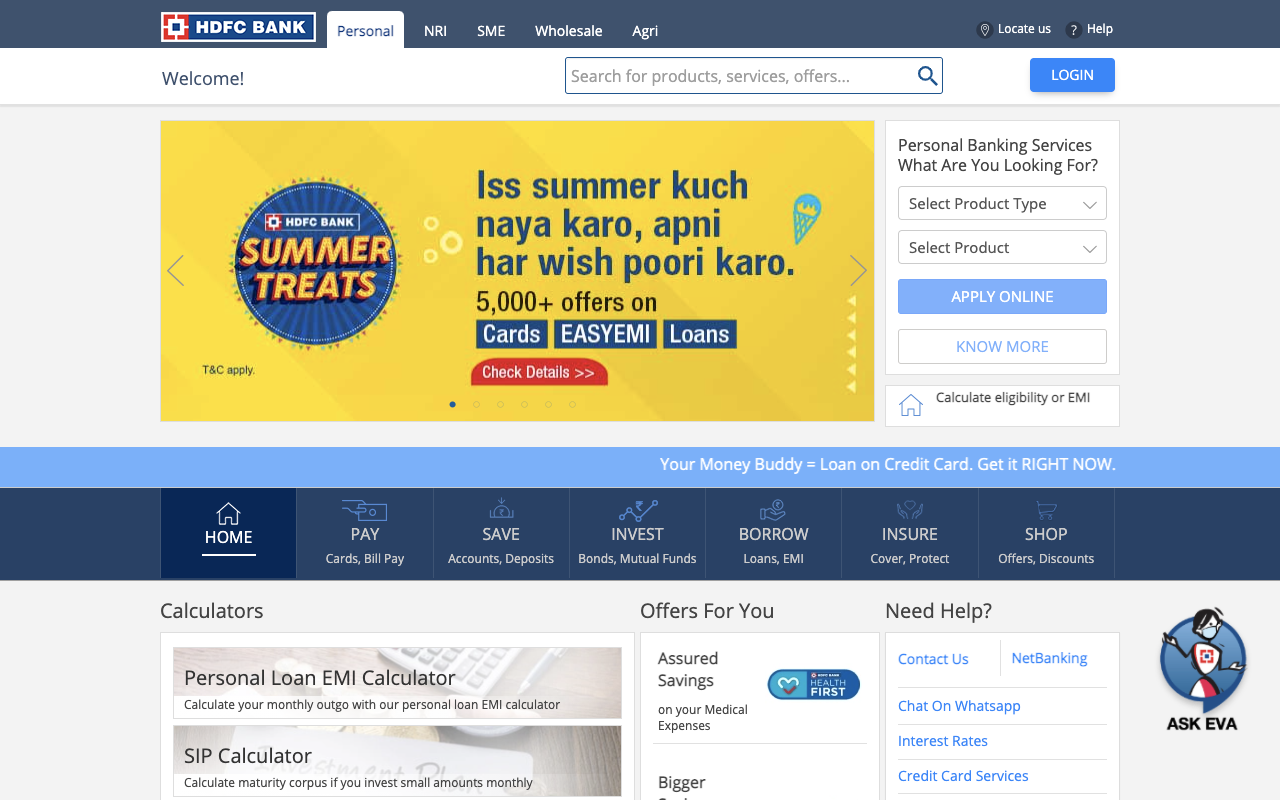 HDFC BANK
Personal
NRI
SME
Wholesale
Agri
Locate us
? Help
Welcome!
Search for products, services, offers...
LOGIN
HDFC BANK
SUMMER
TREATS
T&C apply.
Iss summer kuch
naya karo, apni
har wish poori karo.
5,000+ offers on
Cards EASYEMI Loans
Check Details >>
Personal Banking Services
What Are You Looking For?
Select Product Type
Select Product
APPLY ONLINE
KNOW MORE
Calculate eligibility or EMI
Your Money Buddy = Loan on Credit Card. Get it RIGHT NOW.
HOME
PAY
Cards, Bill Pay
SAVE
Accounts, Deposits
INVEST
Bonds, Mutual Funds
BORROW
Loans, EMI
INSURE
Cover, Protect
SHOP
Offers, Discounts
Calculators
Personal Loan EMI Calculator
Calculate your monthly outgo with our personal loan EMI calculator
SIP Calculator
Calculate maturity corpus if you invest small amounts monthly
Offers For You
Assured
Savings
on your Medical
Expenses
HDFC BANK
HEALTH
FIRST
Bigger
Need Help?
Contact Us
NetBanking
Chat On Whatsapp
Interest Rates
Credit Card Services
ASK EVA